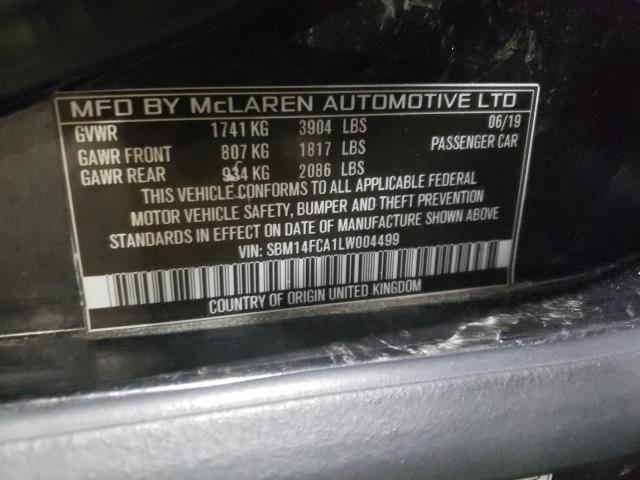 MFD BY McLAREN AUTOMOTIVE LTD
GVWR 1741 KG 3904 LBS 06/19
GAWR FRONT 807 KG 1817 LBS PASSENGER CAR
GAWR REAR 934 KG 2086 LBS
THIS VEHICLE CONFORMS TO ALL APPLICABLE FEDERAL
MOTOR VEHICLE SAFETY, BUMPER AND THEFT PREVENTION
STANDARDS IN EFFECT ON DATE OF MANUFACTURE SHOWN ABOVE
VIN: SBM14FCA1LW004499
COUNTRY OF ORIGIN UNITED KINGDOM